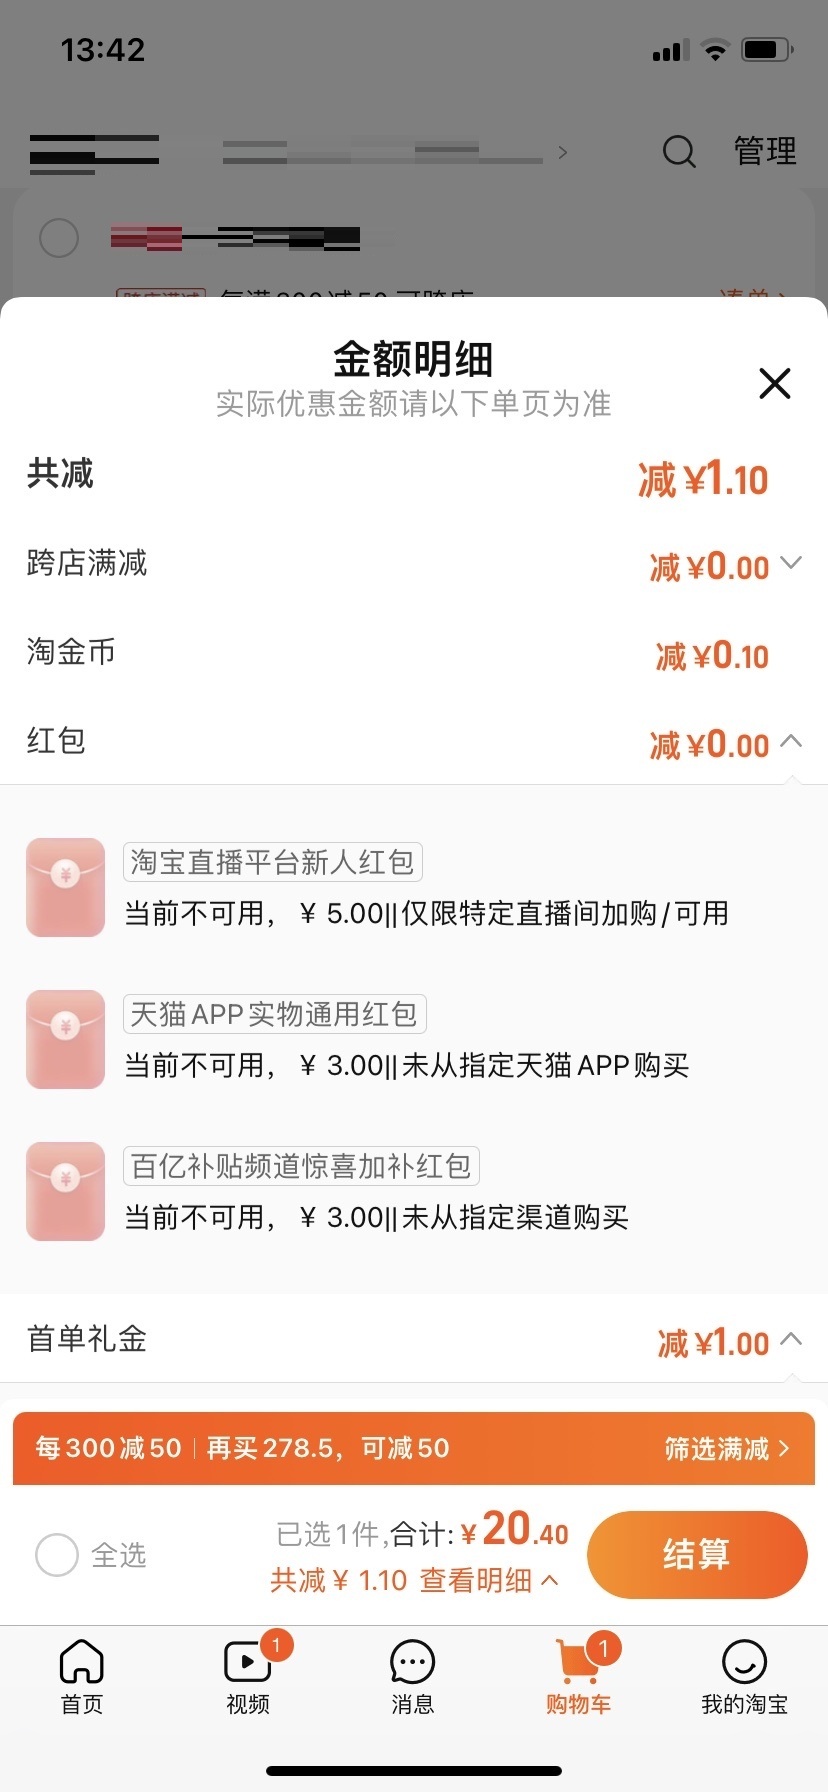 13:42
管理
每满300减50 可跨店
凑单
金额明细
实际优惠金额请以下单页为准
共减
减 ¥1.10
跨店满减
减 ¥0.00
淘金币
减 ¥0.10
红包
减 ¥0.00
淘宝直播平台新人红包
当前不可用， ¥ 5.00||仅限特定直播间加购/可用
天猫APP实物通用红包
当前不可用， ¥ 3.00||未从指定天猫APP购买
百亿补贴频道惊喜加补红包
当前不可用， ¥ 3.00||未从指定渠道购买
首单礼金
减 ¥1.00
每300减50 | 再买278.5，可减50
筛选满减
全选
已选1件,合计: ¥20.40
共减 ¥ 1.10 查看明细
结算
1
1
首页
视频
消息
购物车
我的淘宝